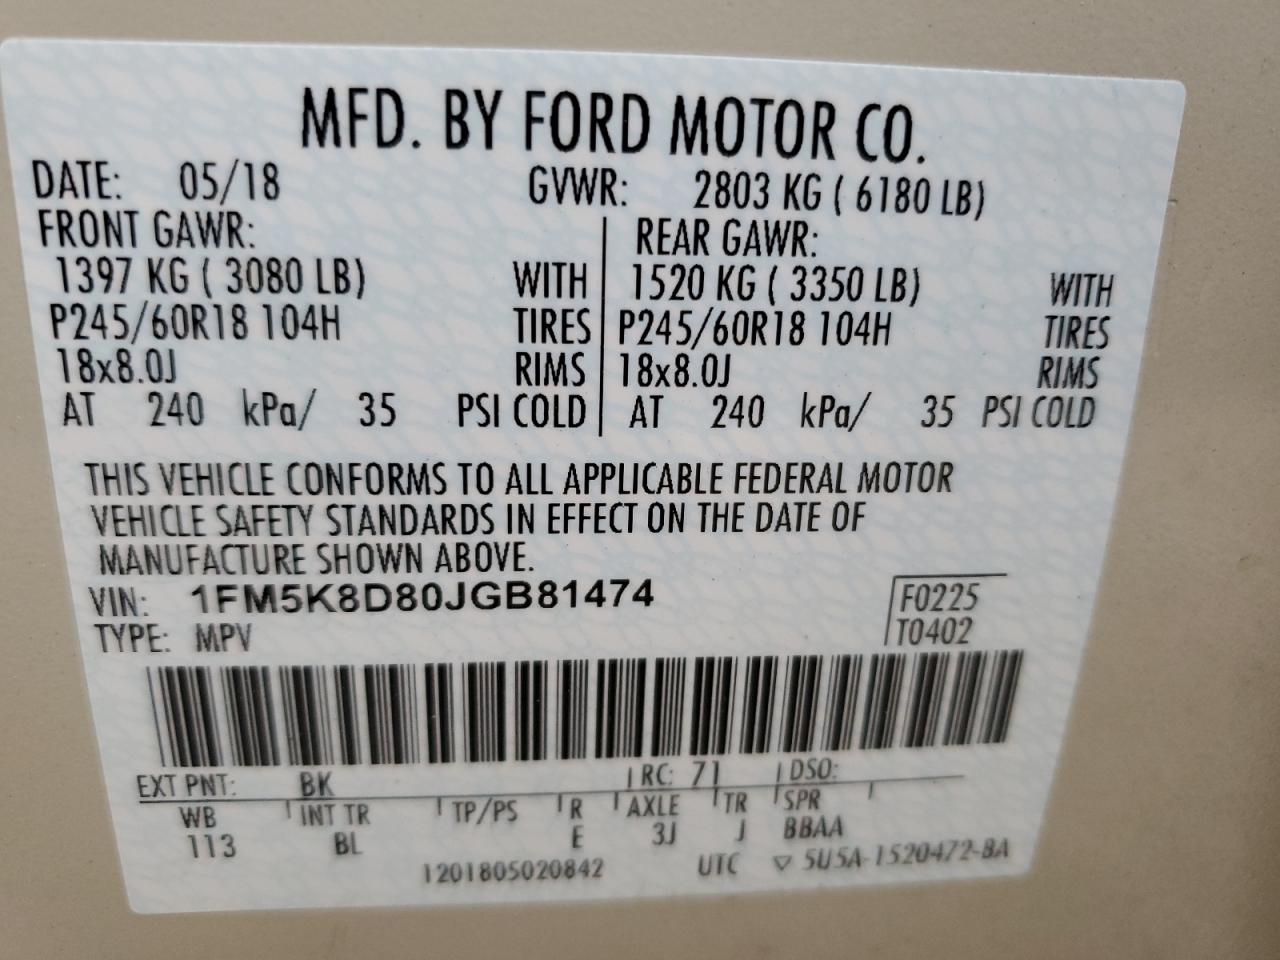 MFD. BY FORD MOTOR CO.
DATE: 05/18 GVWR: 2803 KG ( 6180 LB)
FRONT GAWR: REAR GAWR:
1397 KG ( 3080 LB) WITH 1520 KG ( 3350 LB) WITH
P245/60R18 104H TIRES P245/60R18 104H TIRES
18x8.0J RIMS 18x8.0J RIMS
AT 240 kPa/ 35 PSI COLD AT 240 kPa/ 35 PSI COLD
THIS VEHICLE CONFORMS TO ALL APPLICABLE FEDERAL MOTOR
VEHICLE SAFETY STANDARDS IN EFFECT ON THE DATE OF
MANUFACTURE SHOWN ABOVE.
VIN: 1FM5K8D80JGB81474 F0225
TYPE: MPV T0402
EXT PNT: BK RC: 71 DSO:
WB INT TR TP/PS R AXLE TR SPR
113 BL E 3J J BBAA
1201805020842 UTC ▽ 5U5A-1520472-BA